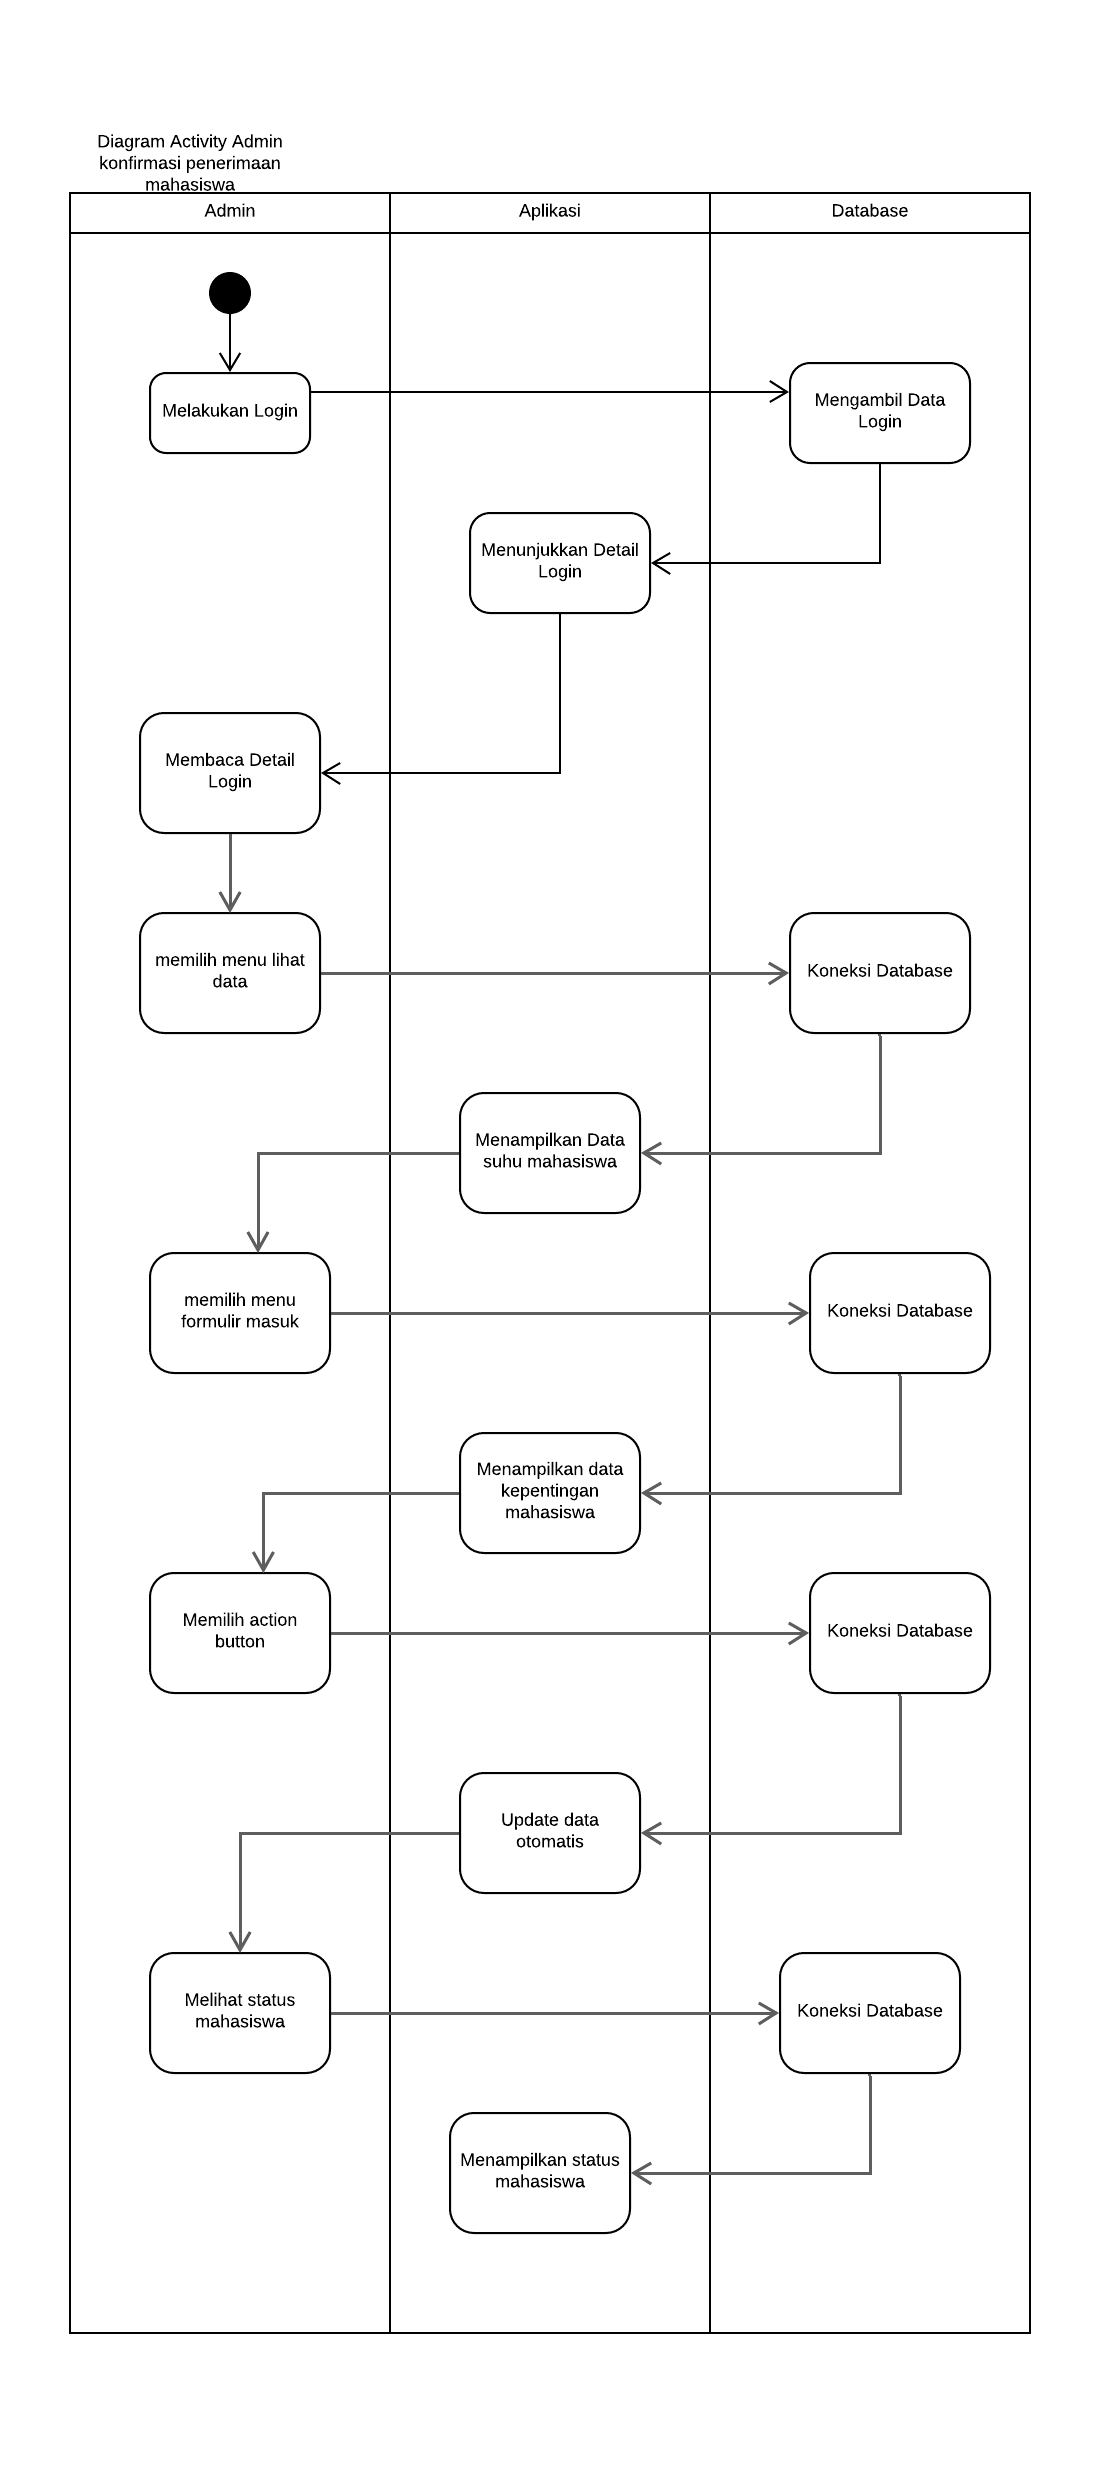 Diagram Activity Admin
konfirmasi penerimaan
mahasiswa
Admin
Aplikasi
Database
Melakukan Login
Mengambil Data
Login
Menunjukkan Detail
Login
Membaca Detail
Login
memilih menu lihat
data
Koneksi Database
Menampilkan Data
suhu mahasiswa
memilih menu
formulir masuk
Koneksi Database
Menampilkan data
kepentingan
mahasiswa
Memilih action
button
Koneksi Database
Update data
otomatis
Melihat status
mahasiswa
Koneksi Database
Menampilkan status
mahasiswa